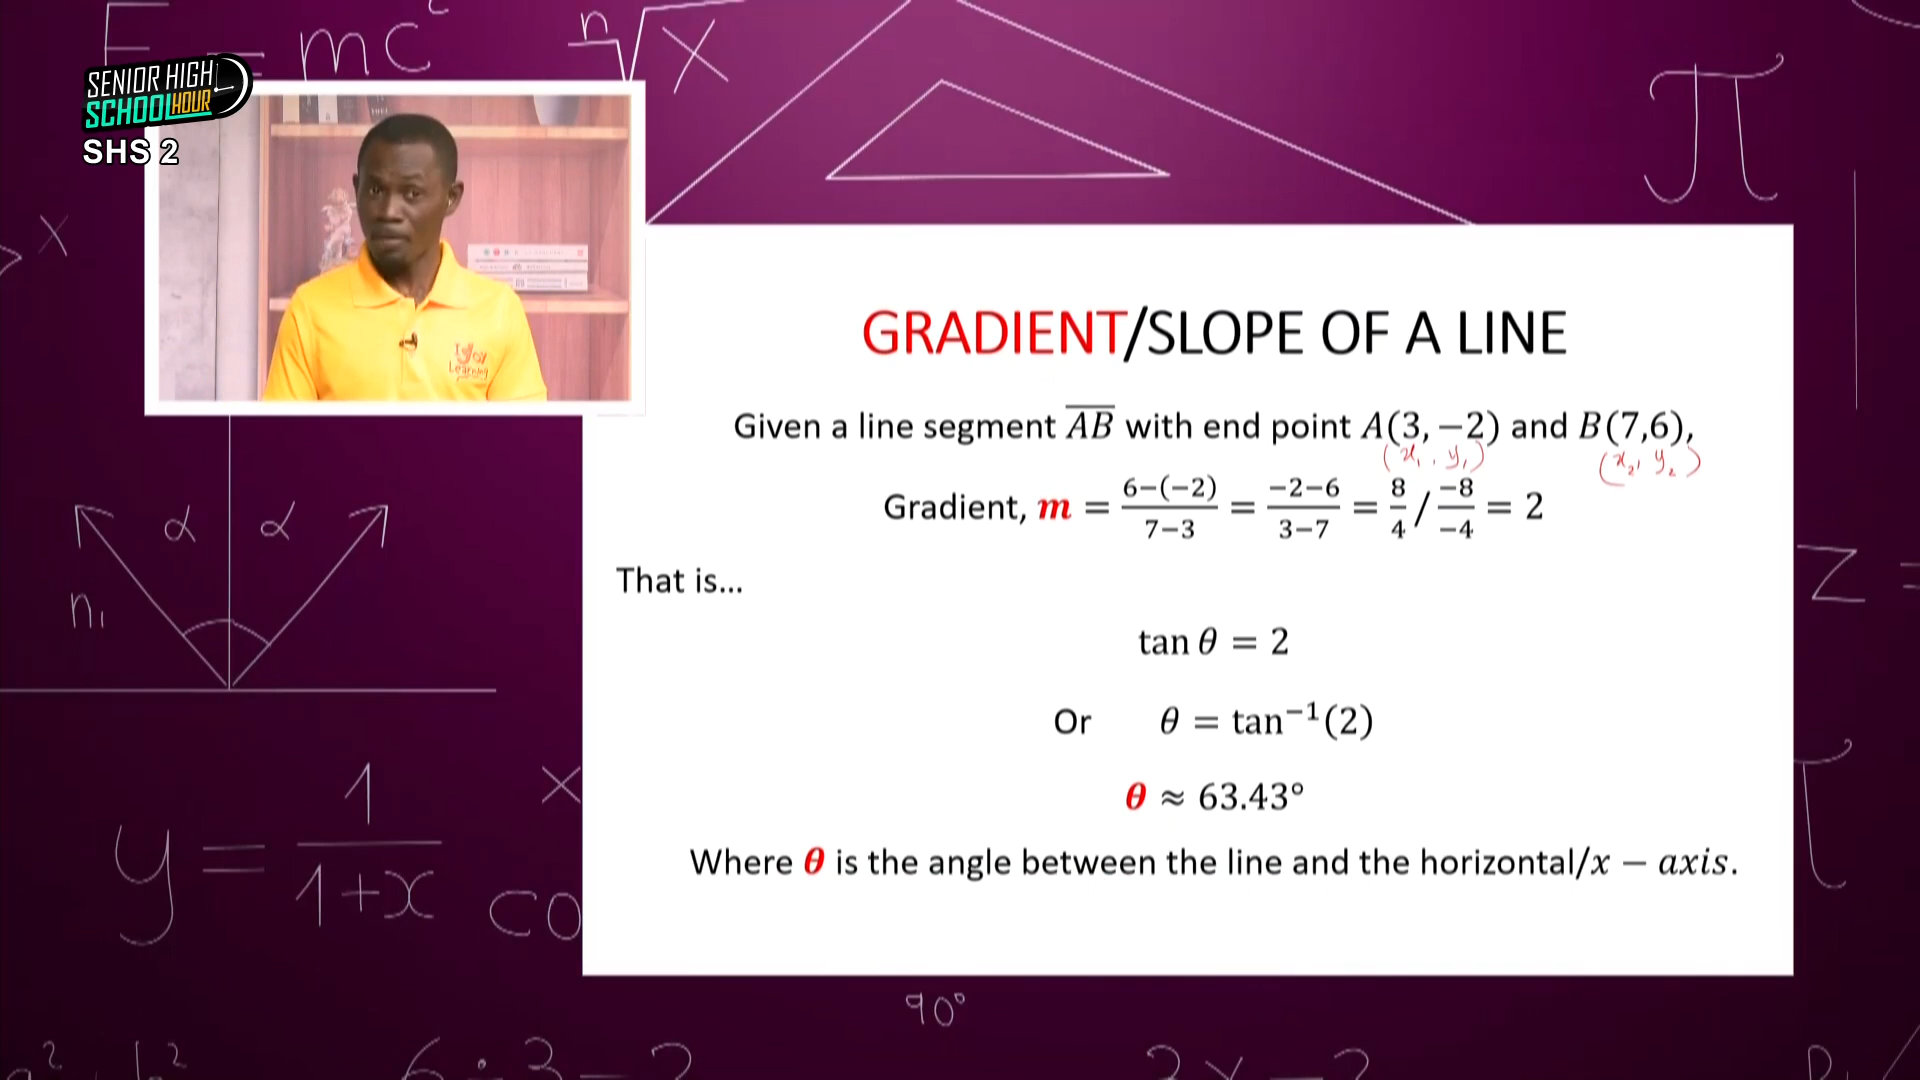 E = mc²
ⁿ√x
SENIOR HIGH
SCHOOL HOUR
SHS 2
π
x
GRADIENT/SLOPE OF A LINE
Given a line segment A̅B̅ with end point A(3, −2) and B(7,6),
(x₁, y₁) (x₂, y₂)
Gradient, m = 6−(−2)/7−3 = −2−6/3−7 = 8/4 / −8/−4 = 2
α α
n₁
That is...
z =
tan θ = 2
Or θ = tan⁻¹(2)
θ ≈ 63.43°
Where θ is the angle between the line and the horizontal/x − axis.
y = 1/1+x
x
co
90°